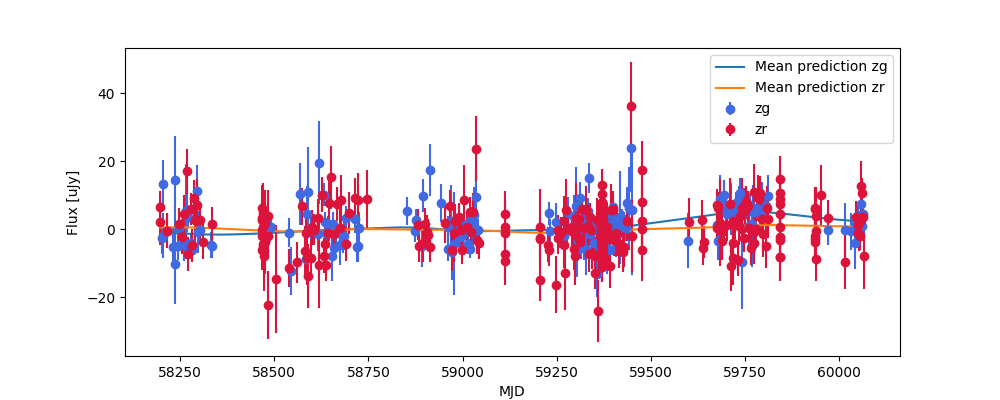 Mean prediction zg
Mean prediction zr
zg
zr
Flux [uJy]
40
20
0
−20
58250 58500 58750 59000 59250 59500 59750 60000
MJD